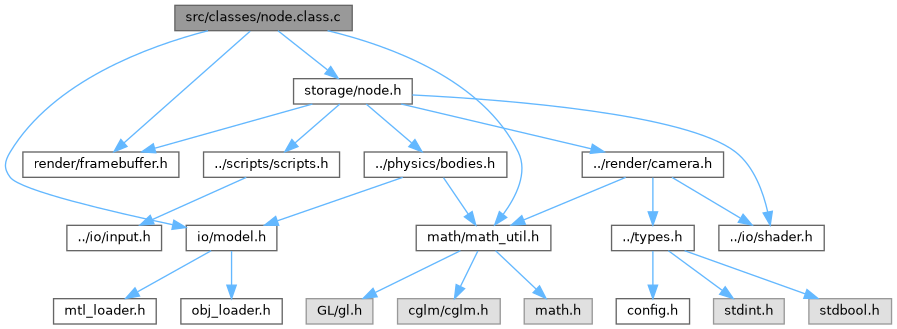 src/classes/node.class.c
storage/node.h
render/framebuffer.h
../scripts/scripts.h
../physics/bodies.h
../render/camera.h
../io/input.h
io/model.h
math/math_util.h
../types.h
../io/shader.h
mtl_loader.h
obj_loader.h
GL/gl.h
cglm/cglm.h
math.h
config.h
stdint.h
stdbool.h